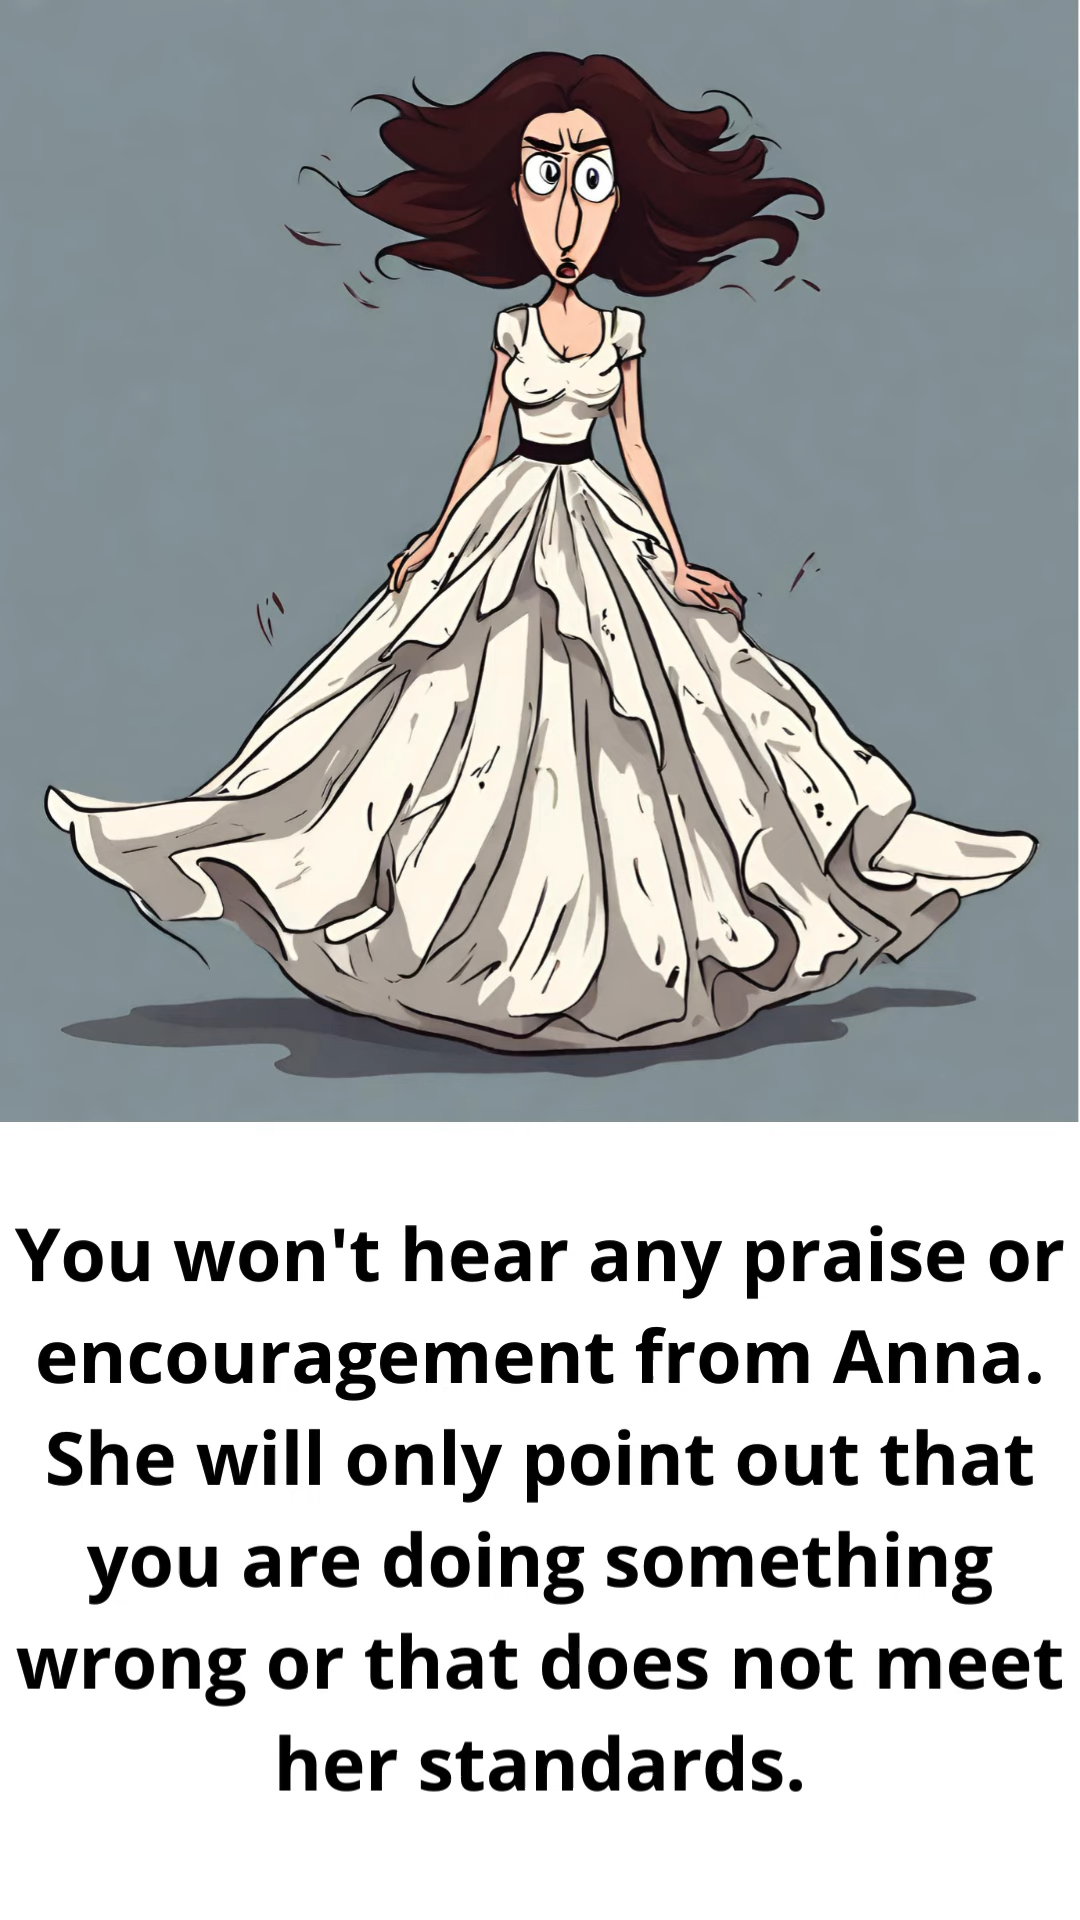 You won't hear any praise or
encouragement from Anna.
She will only point out that
you are doing something
wrong or that does not meet
her standards.